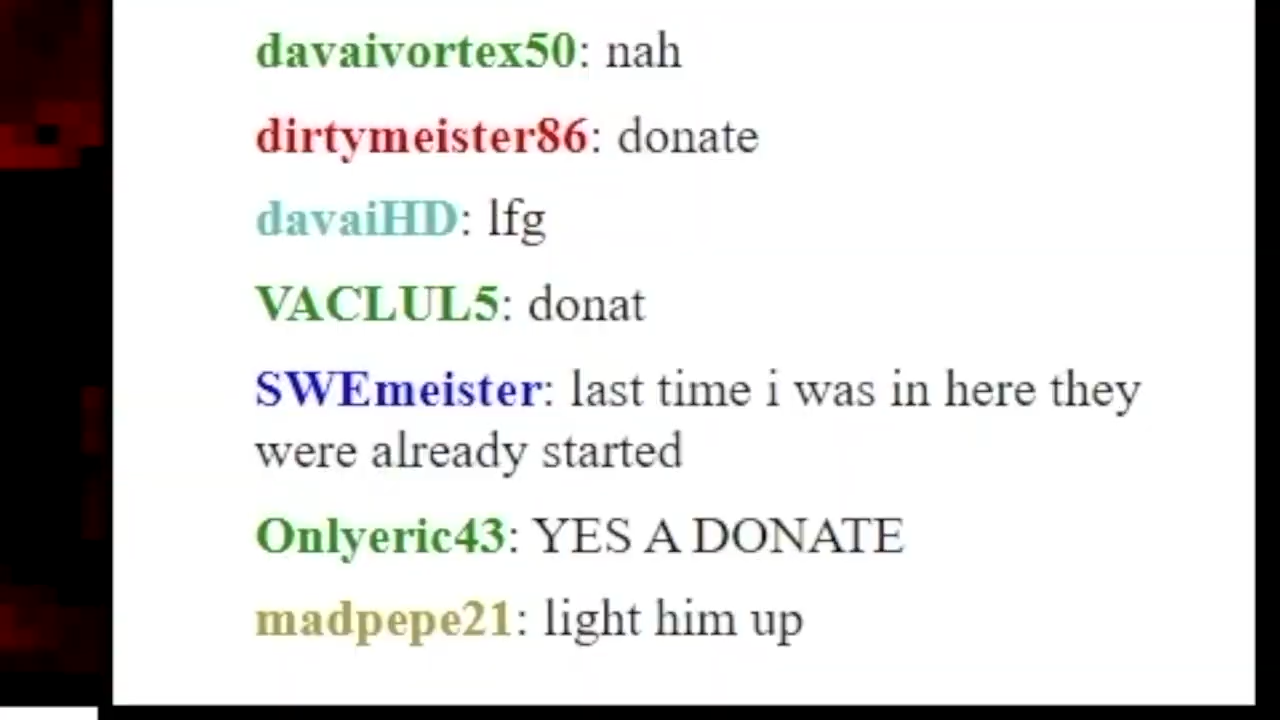 davaivortex50: nah
dirtymeister86: donate
davaiHD: lfg
VACLUL5: donat
SWEmeister: last time i was in here they
were already started
Onlyeric43: YES A DONATE
madpepe21: light him up